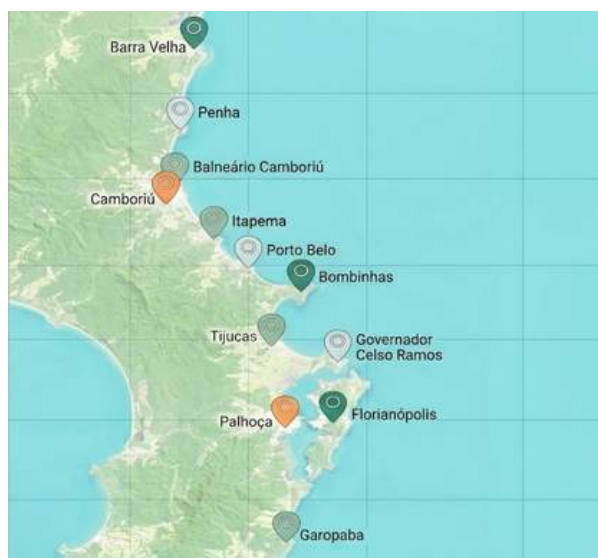 Barra Velha
Penha
Balneário Camboriú
Camboriú
Itapema
Porto Belo
Bombinhas
Tijucas
Governador
Celso Ramos
Palhoça
Florianópolis
Garopaba